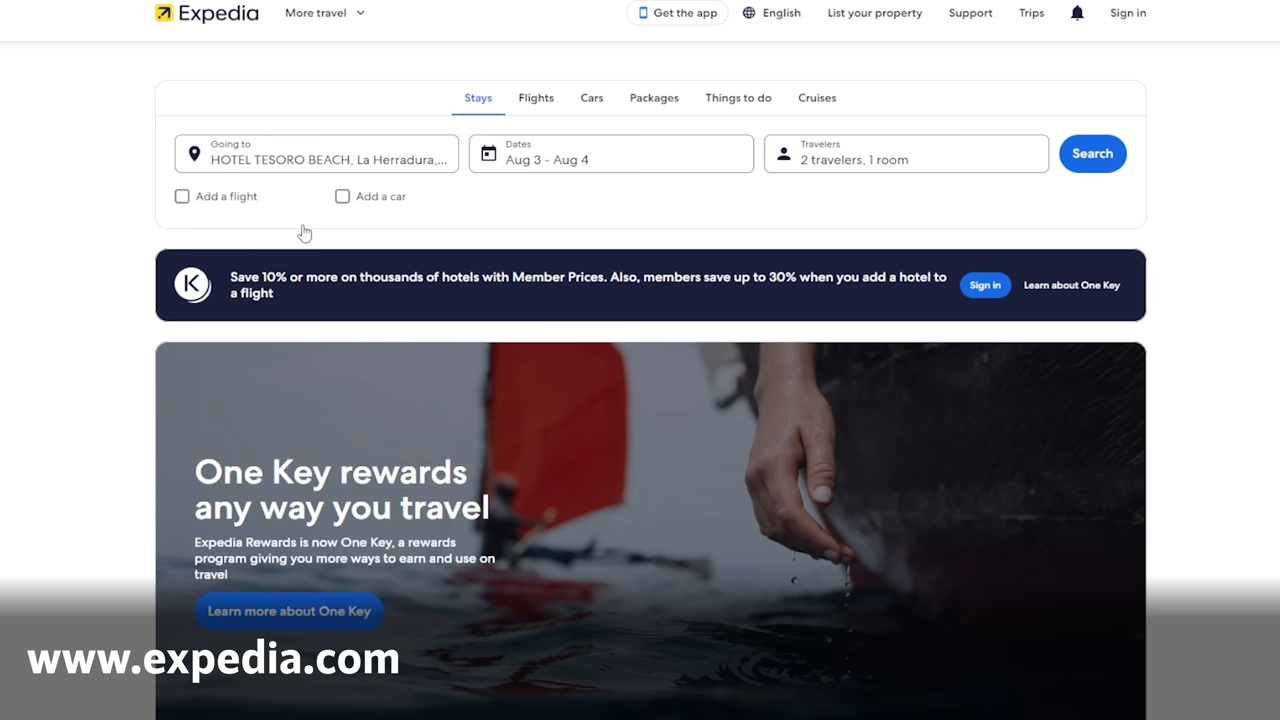 Expedia
More travel
Get the app
English
List your property
Support
Trips
Sign in
Stays
Flights
Cars
Packages
Things to do
Cruises
Going to
HOTEL TESORO BEACH, La Herradura,...
Dates
Aug 3 - Aug 4
Travelers
2 travelers, 1 room
Search
Add a flight
Add a car
K
Save 10% or more on thousands of hotels with Member Prices. Also, members save up to 30% when you add a hotel to
a flight
Sign in
Learn about One Key
One Key rewards
any way you travel
Expedia Rewards is now One Key, a rewards
program giving you more ways to earn and use on
travel
Learn more about One Key
www.expedia.com